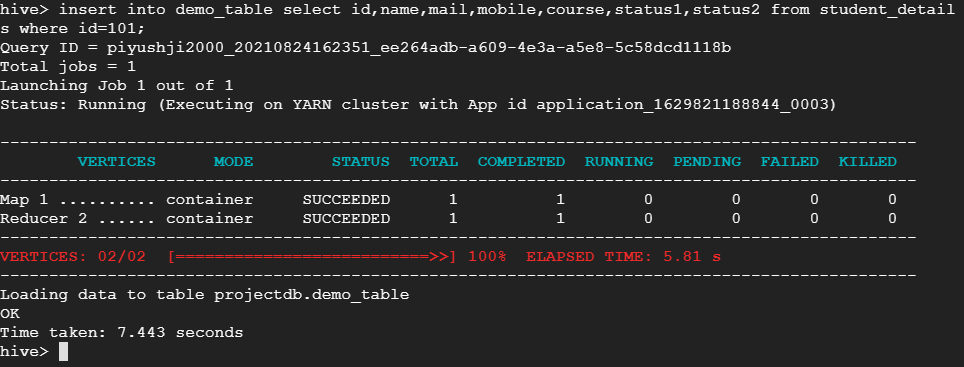 hive> insert into demo_table select id,name,mail,mobile,course,status1,status2 from student_detail
s where id=101;
Query ID = piyushji2000_20210824162351_ee264adb-a609-4e3a-a5e8-5c58dcd1118b
Total jobs = 1
Launching Job 1 out of 1
Status: Running (Executing on YARN cluster with App id application_1629821188844_0003)
----------------------------------------------------------------------------------------------
        VERTICES      MODE        STATUS  TOTAL  COMPLETED  RUNNING  PENDING  FAILED  KILLED
----------------------------------------------------------------------------------------------
Map 1 .......... container     SUCCEEDED      1          1        0        0       0       0
Reducer 2 ...... container     SUCCEEDED      1          1        0        0       0       0
----------------------------------------------------------------------------------------------
VERTICES: 02/02  [==========================>>] 100%  ELAPSED TIME: 5.81 s
----------------------------------------------------------------------------------------------
Loading data to table projectdb.demo_table
OK
Time taken: 7.443 seconds
hive>